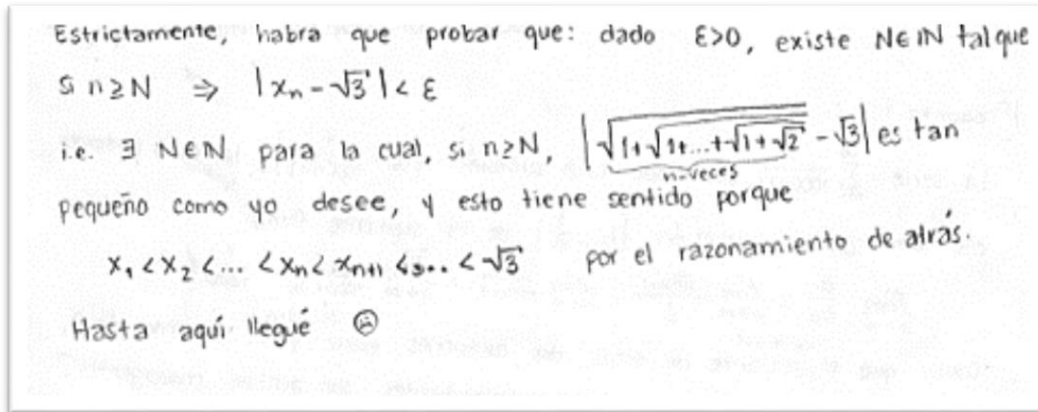 Estrictamente, habra que probar que: dado ε>0, existe N∈ℕ tal que
si n≥N ⇒ |xₙ - √3| < ε
i.e. ∃ N∈ℕ para la cual, si n≥N, |√(1+√(1+...+√(1+√2))) - √3| es tan
n-veces
pequeño como yo desee, y esto tiene sentido porque
x₁ < x₂ < ... < xₙ < xₙ₊₁ < ... < √3 por el razonamiento de atrás.
Hasta aquí llegué ☹